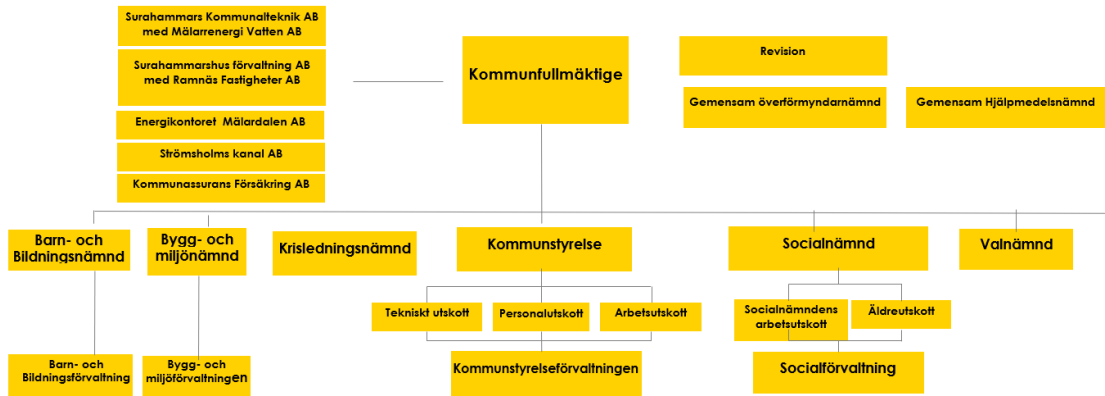 Surahammars Kommunalteknik AB
med Mälarrenergi Vatten AB
Surahammarshus förvaltning AB
med Ramnäs Fastigheter AB
Energikontoret Mälardalen AB
Strömsholms kanal AB
Kommunassurans Försäkring AB
Kommunfullmäktige
Revision
Gemensam överförmyndarnämnd
Gemensam Hjälpmedelsnämnd
Barn- och
Bildningsnämnd
Bygg- och
miljönämnd
Krisledningsnämnd
Kommunstyrelse
Socialnämnd
Valnämnd
Tekniskt utskott
Personalutskott
Arbetsutskott
Socialnämndens
arbetsutskott
Äldreutskott
Barn- och
Bildningsförvaltning
Bygg- och
miljöförvaltningen
Kommunstyrelseförvaltningen
Socialförvaltning